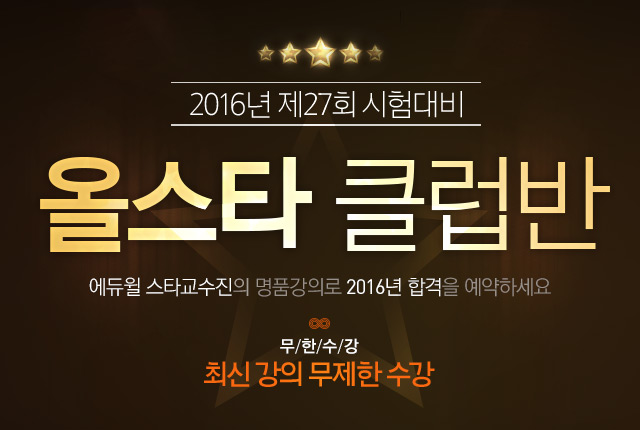 2016년 제27회 시험대비
올스타 클럽반
에듀윌 스타교수진의 명품강의로 2016년 합격을 예약하세요
무/한/수/강
최신 강의 무제한 수강